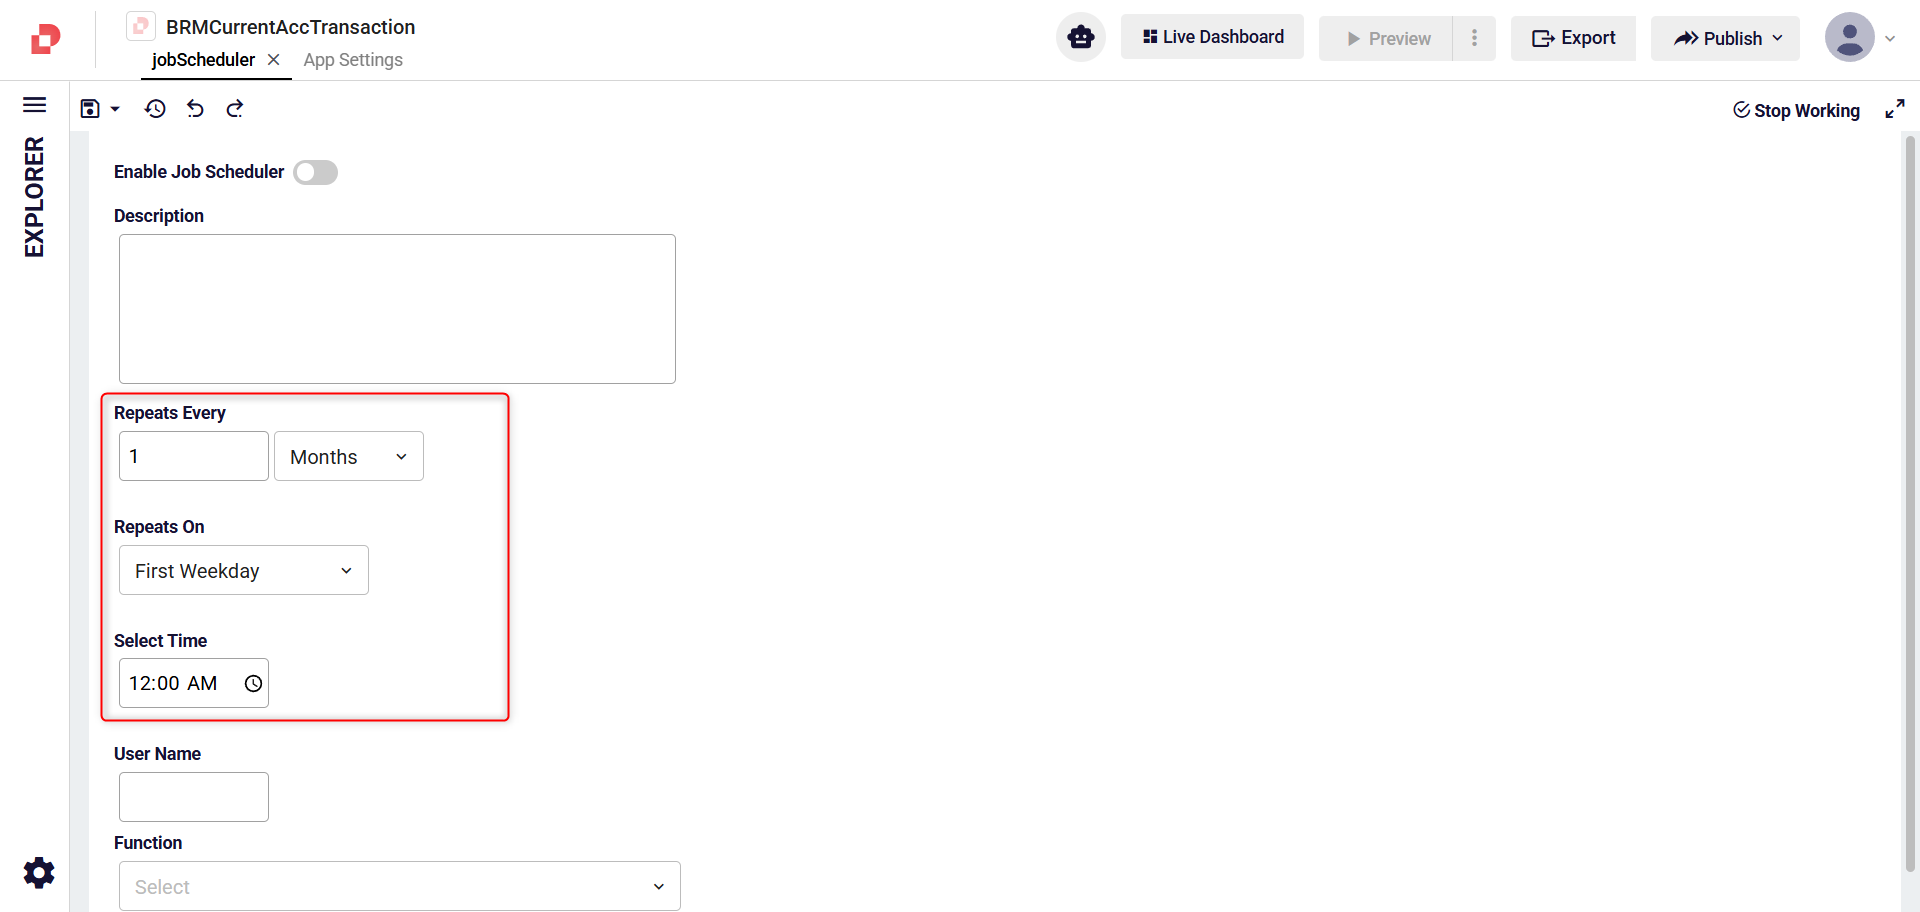 BRMCurrentAccTransaction
jobScheduler App Settings
Live Dashboard Preview Export Publish
EXPLORER
Stop Working
Enable Job Scheduler
Description
Repeats Every
1 Months
Repeats On
First Weekday
Select Time
12:00 AM
User Name
Function
Select